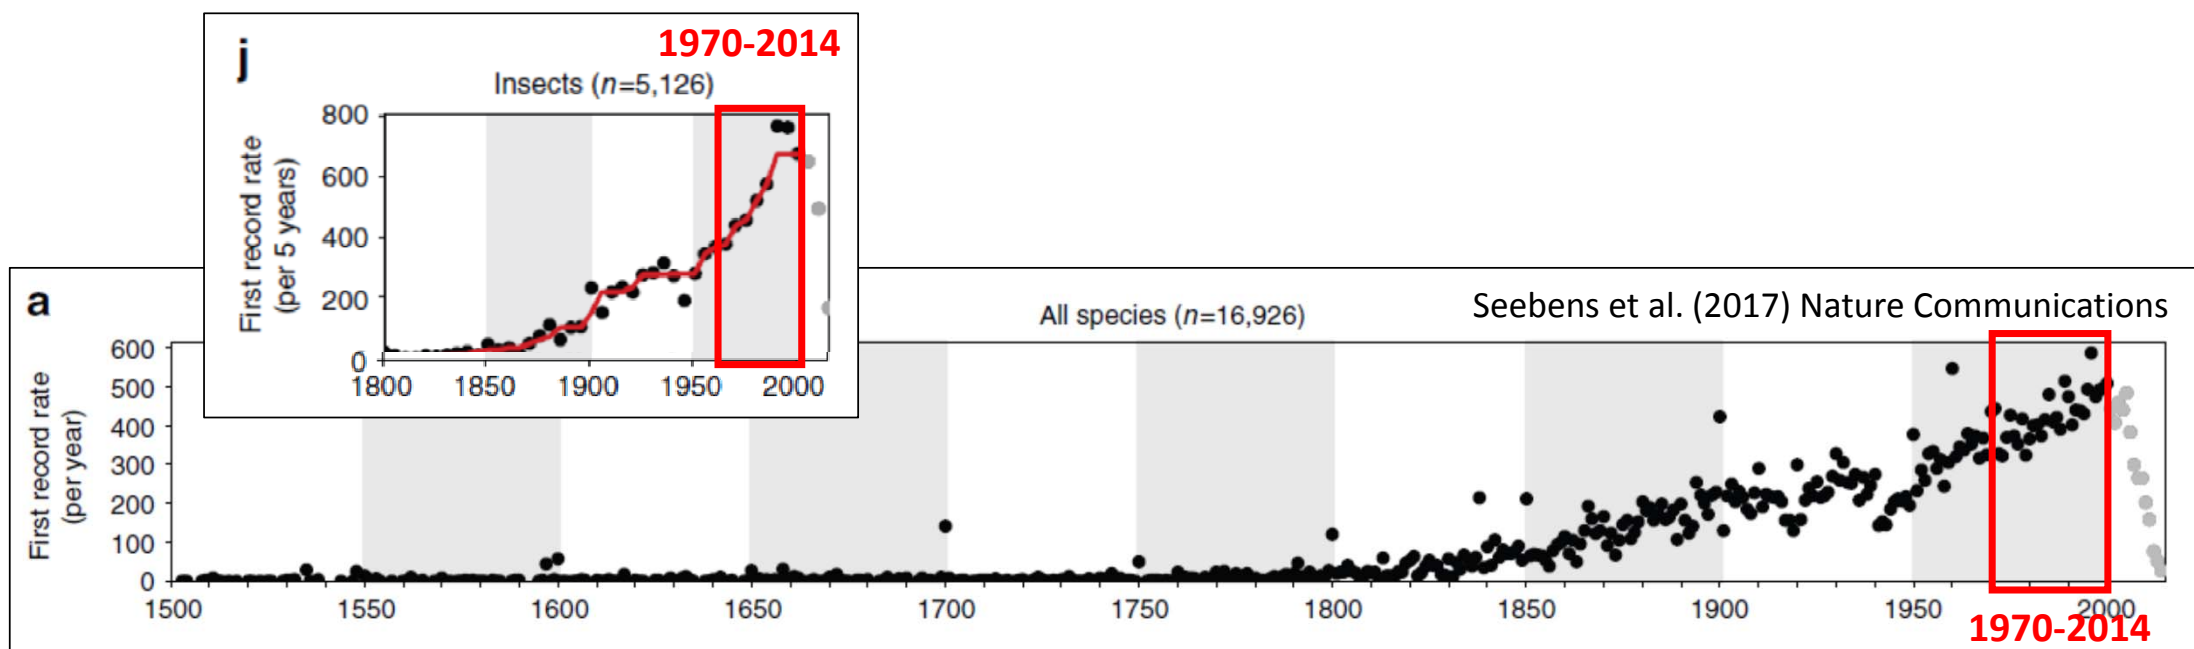 j
1970-2014
Insects (n=5,126)
First record rate
(per 5 years)
800
600
400
200
0
1800 1850 1900 1950 2000
a
All species (n=16,926)
Seebens et al. (2017) Nature Communications
First record rate
(per year)
600
500
400
300
200
100
0
1500 1550 1600 1650 1700 1750 1800 1850 1900 1950 2000
1970-2014